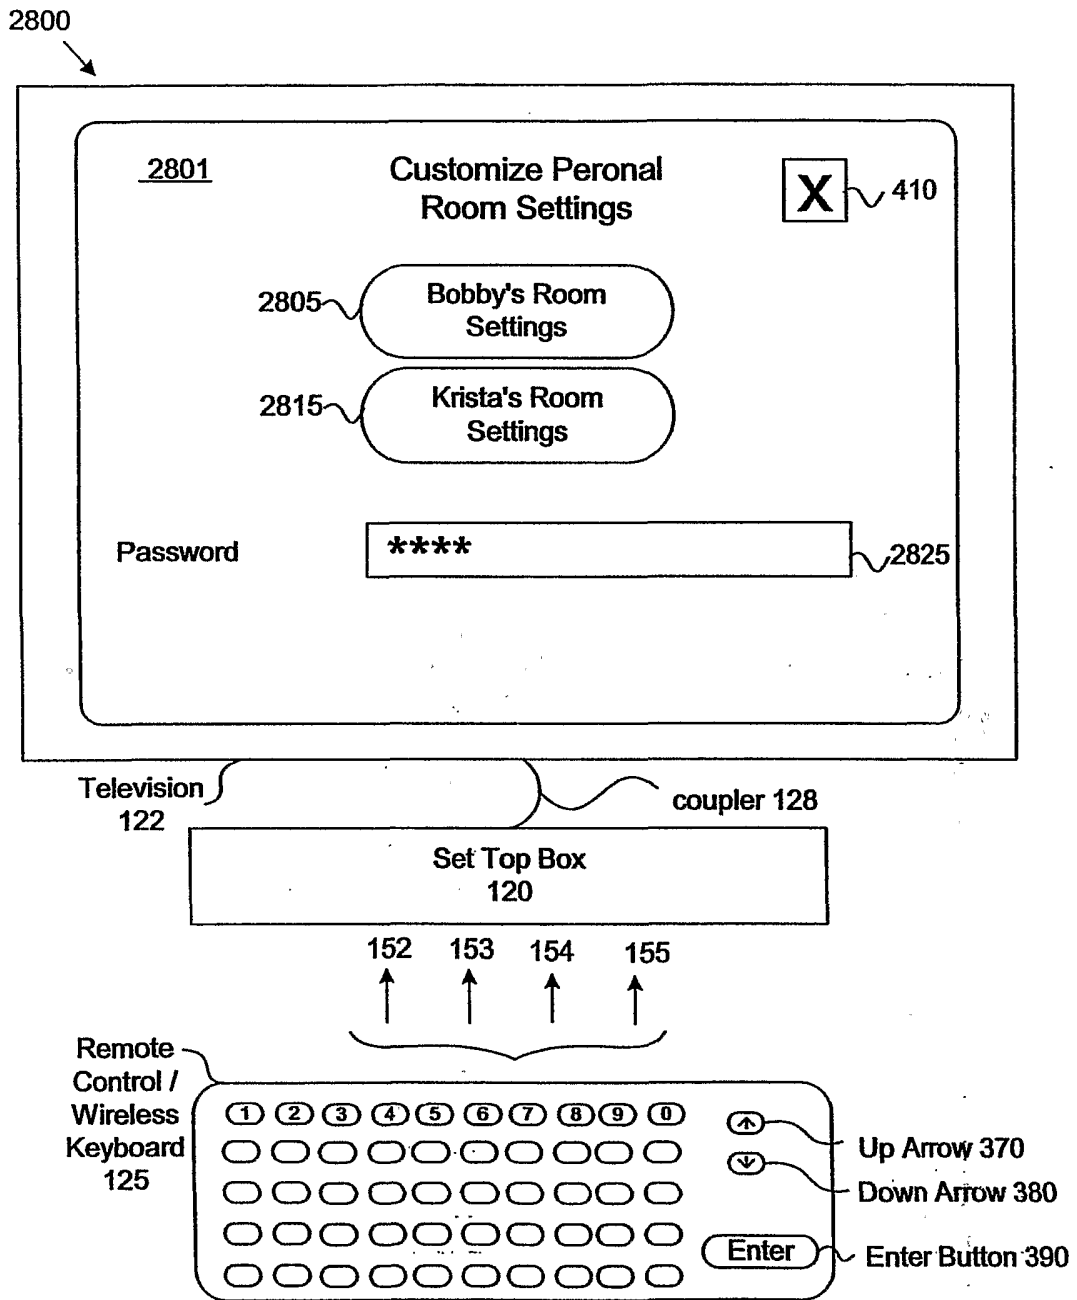 2800
2801
Customize Peronal
Room Settings
X
410
2805
Bobby's Room
Settings
2815
Krista's Room
Settings
Password
****
2825
Television
122
coupler 128
Set Top Box
120
152 153 154 155
Remote
Control /
Wireless
Keyboard
125
1 2 3 4 5 6 7 8 9 0
Up Arrow 370
Down Arrow 380
Enter
Enter Button 390